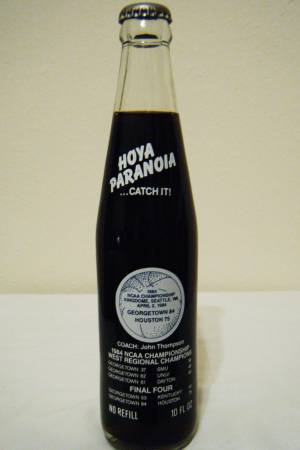 HOYA
PARANOIA
...CATCH IT!
1984
NCAA CHAMPIONSHIP
KINGDOME, SEATTLE, WA
APRIL 2, 1984
GEORGETOWN 84
HOUSTON 75
COACH: John Thompson
1984 NCAA CHAMPIONSHIP
WEST REGIONAL CHAMPIONS
GEORGETOWN 37 SMU
GEORGETOWN 62 UNLV
GEORGETOWN 61 DAYTON
FINAL FOUR
GEORGETOWN 53 KENTUCKY
GEORGETOWN 84 HOUSTON
NO REFILL 10 FL OZ